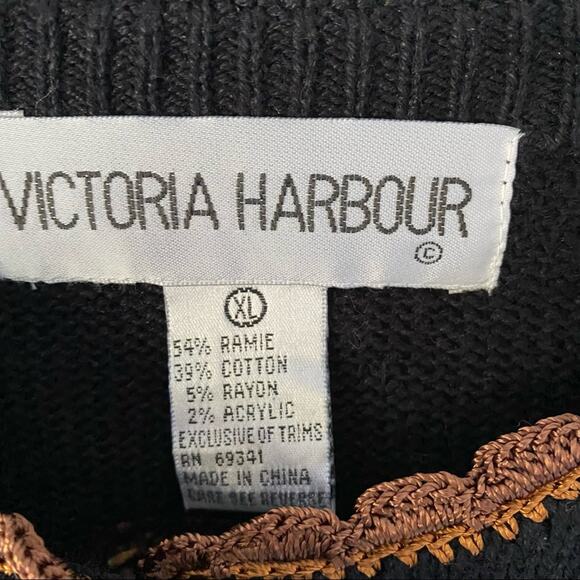 VICTORIA HARBOUR
©
XL
54% RAMIE
39% COTTON
5% RAYON
2% ACRYLIC
EXCLUSIVE OF TRIMS
RN 69341
MADE IN CHINA
CARE SEE REVERSE